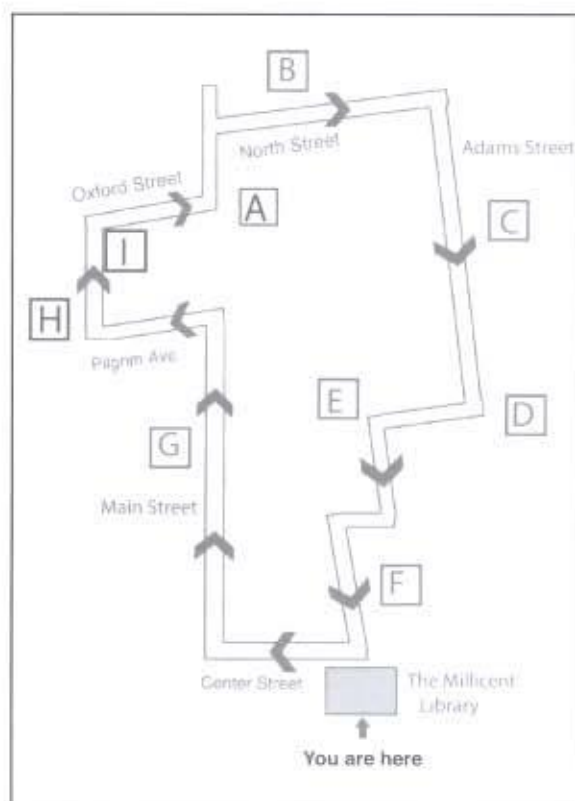 B
North Street
Adams Street
Oxford Street
A
C
I
H
Pilgrim Ave
E
D
G
Main Street
F
Center Street
The Millicent
Library
You are here